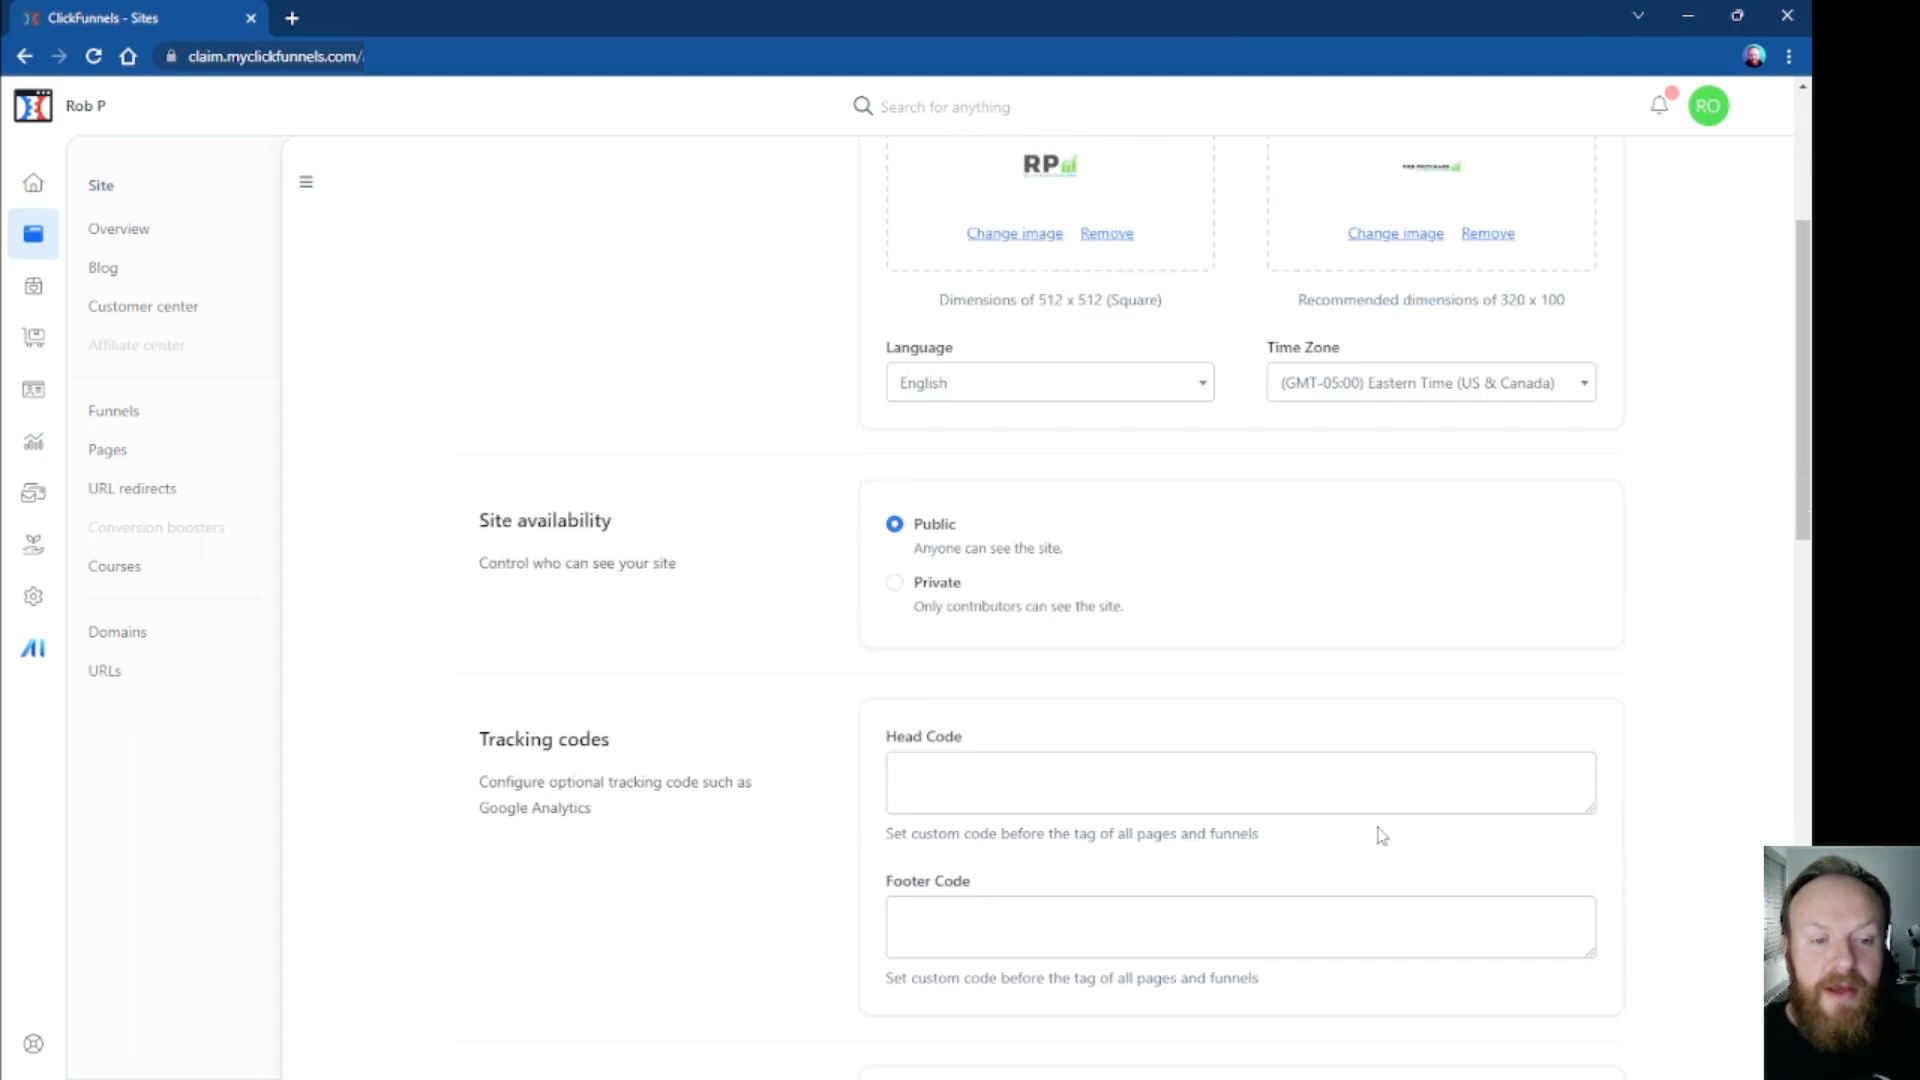 ClickFunnels - Sites
claim.myclickfunnels.com/
Rob P
Search for anything
RO
Site
Overview
Blog
Customer center
Affiliate center
Funnels
Pages
URL redirects
Conversion boosters
Courses
Domains
URLs
AI
RP
Change image Remove
Change image Remove
Dimensions of 512 x 512 (Square)
Recommended dimensions of 320 x 100
Language
Time Zone
English
(GMT-05:00) Eastern Time (US & Canada)
Site availability
Control who can see your site
Public
Anyone can see the site.
Private
Only contributors can see the site.
Tracking codes
Configure optional tracking code such as
Google Analytics
Head Code
Set custom code before the tag of all pages and funnels
Footer Code
Set custom code before the tag of all pages and funnels